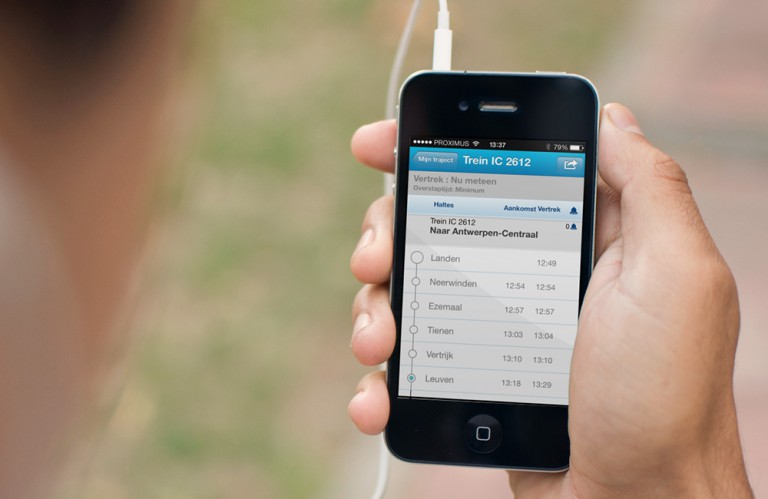 PROXIMUS 13:37 79%
Mijn traject Trein IC 2612
Vertrek : Nu meteen
Overstaptijd: Minimum
Haltes Aankomst Vertrek
Trein IC 2612 0
Naar Antwerpen-Centraal
Landen 12:49
Neerwinden 12:54 12:54
Ezemaal 12:57 12:57
Tienen 13:03 13:04
Vertrijk 13:10 13:10
Leuven 13:18 13:29